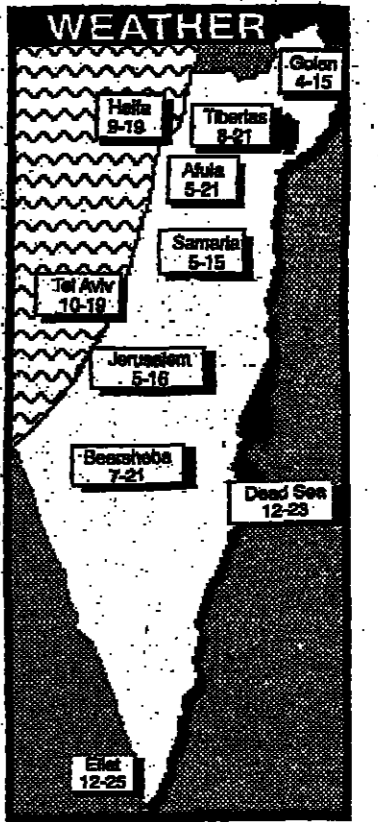 WEATHER
Golan
4-15
Haifa
9-19
Tiberias
8-21
Afula
5-21
Samaria
5-15
Tel Aviv
10-19
Jerusalem
5-16
Beersheba
7-21
Dead Sea
12-23
Eilat
12-25